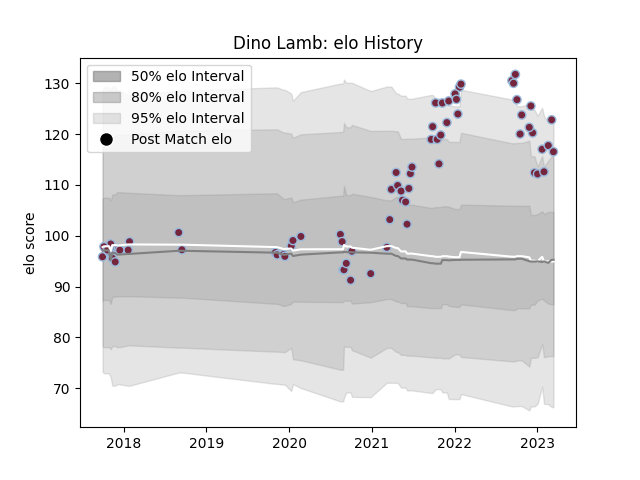 Dino Lamb: elo History
50% elo Interval
80% elo Interval
95% elo Interval
Post Match elo
elo score
130
120
110
100
90
80
70
2018
2019
2020
2021
2022
2023